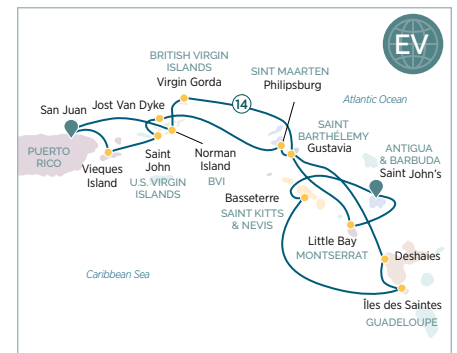 EV
BRITISH VIRGIN
ISLANDS
Virgin Gorda
SINT MAARTEN
Philipsburg
14
Atlantic Ocean
San Juan
Jost Van Dyke
SAINT
BARTHÉLEMY
Gustavia
ANTIGUA
& BARBUDA
Saint John's
PUERTO
RICO
Vieques
Island
Saint
John
U.S. VIRGIN
ISLANDS
Norman
Island
BVI
Basseterre
SAINT KITTS
& NEVIS
Little Bay
MONTSERRAT
Deshaies
Caribbean Sea
Îles des Saintes
GUADELOUPE